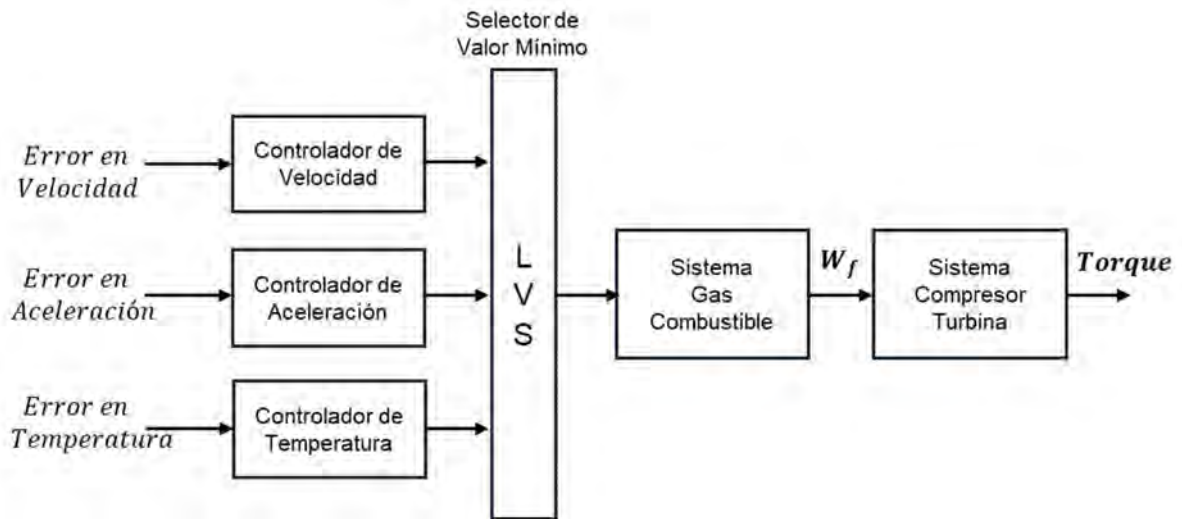 Selector de
Valor Mínimo
Error en
Velocidad
Controlador de
Velocidad
Error en
Aceleración
Controlador de
Aceleración
Error en
Temperatura
Controlador de
Temperatura
L
V
S
Sistema
Gas
Combustible
W_f
Sistema
Compresor
Turbina
Torque